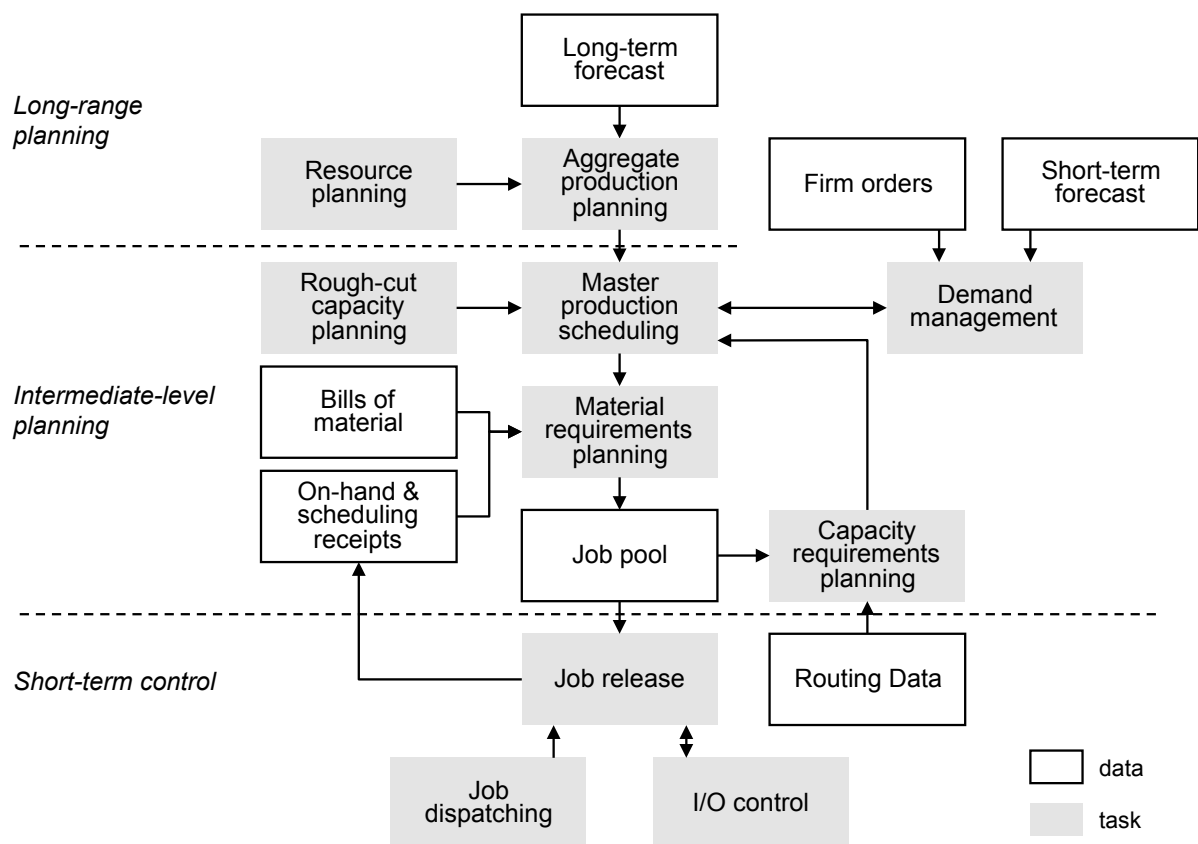 Long-term
forecast
Long-range
planning
Resource
planning
Aggregate
production
planning
Firm orders
Short-term
forecast
Rough-cut
capacity
planning
Master
production
scheduling
Demand
management
Intermediate-level
planning
Bills of
material
Material
requirements
planning
On-hand &
scheduling
receipts
Job pool
Capacity
requirements
planning
Short-term control
Job release
Routing Data
Job
dispatching
I/O control
data
task